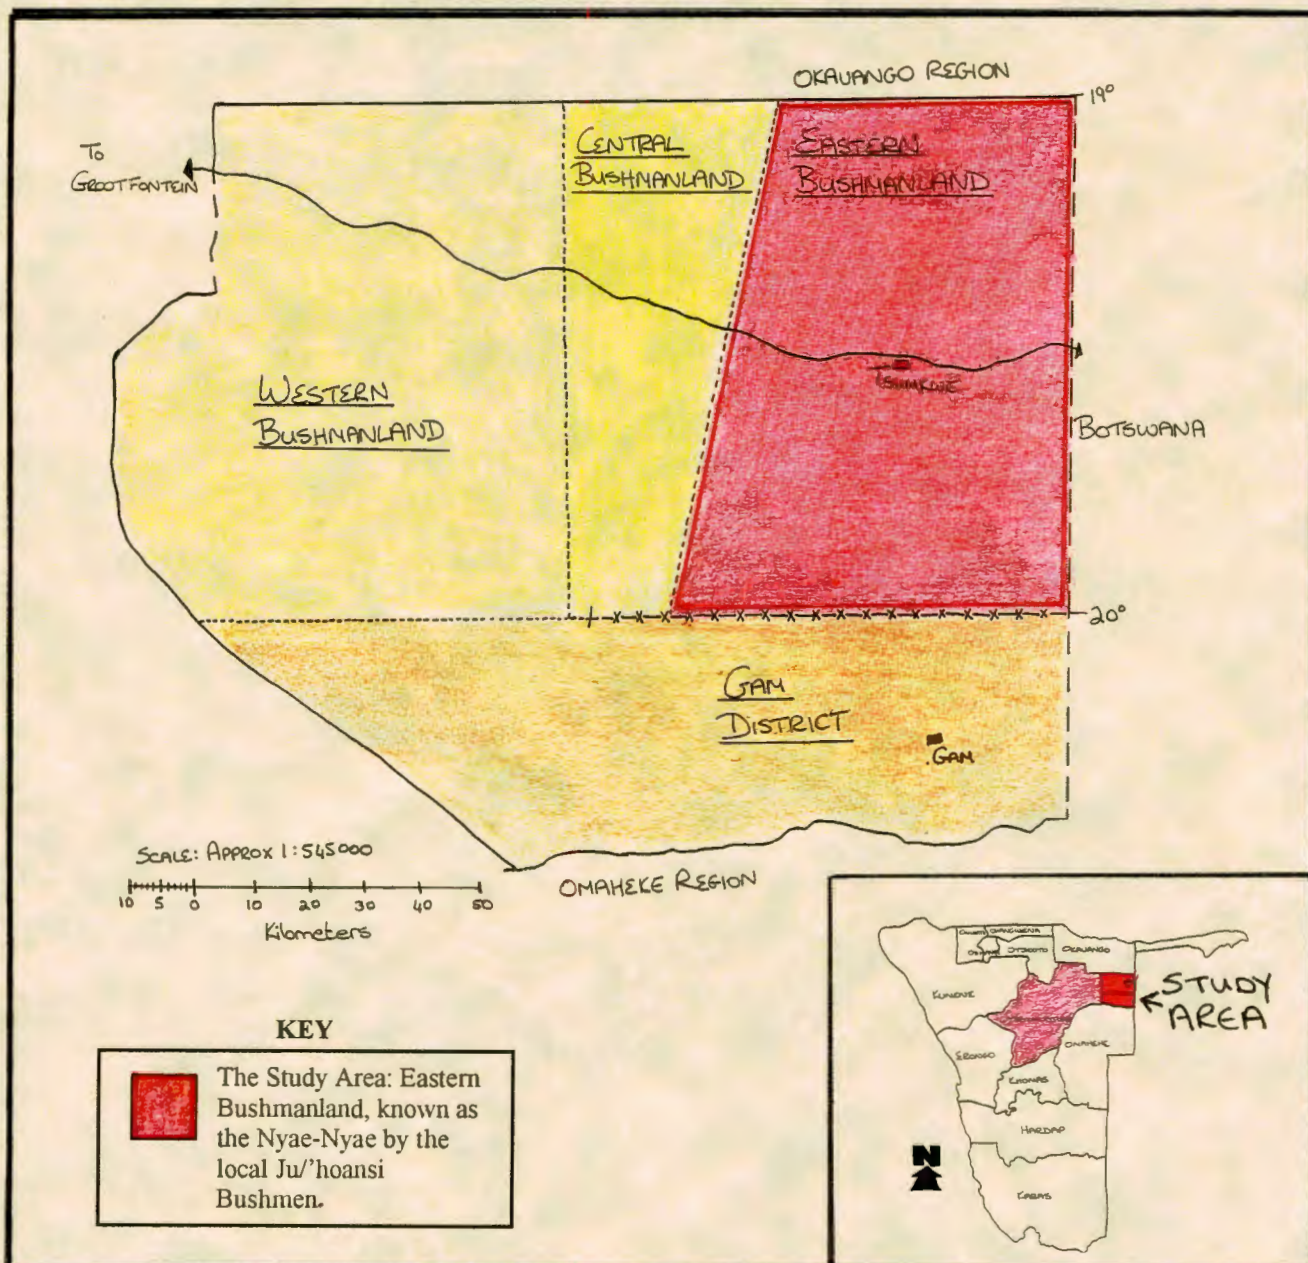 OKAVANGO REGION
19°
To
GROOTFONTEIN
CENTRAL
BUSHMANLAND
EASTERN
BUSHMANLAND
TSUMKWE
WESTERN
BUSHMANLAND
BOTSWANA
20°
GAM
DISTRICT
GAM
SCALE: APPROX 1:545000
10 5 0 10 20 30 40 50
Kilometers
OMAHEKE REGION
KEY
The Study Area: Eastern
Bushmanland, known as
the Nyae-Nyae by the
local Ju/'hoansi
Bushmen.
OKAVANGO
KUNENE
STUDY
AREA
OMAHEKE
ERONGO
KHOMAS
HARDAP
N
KARAS